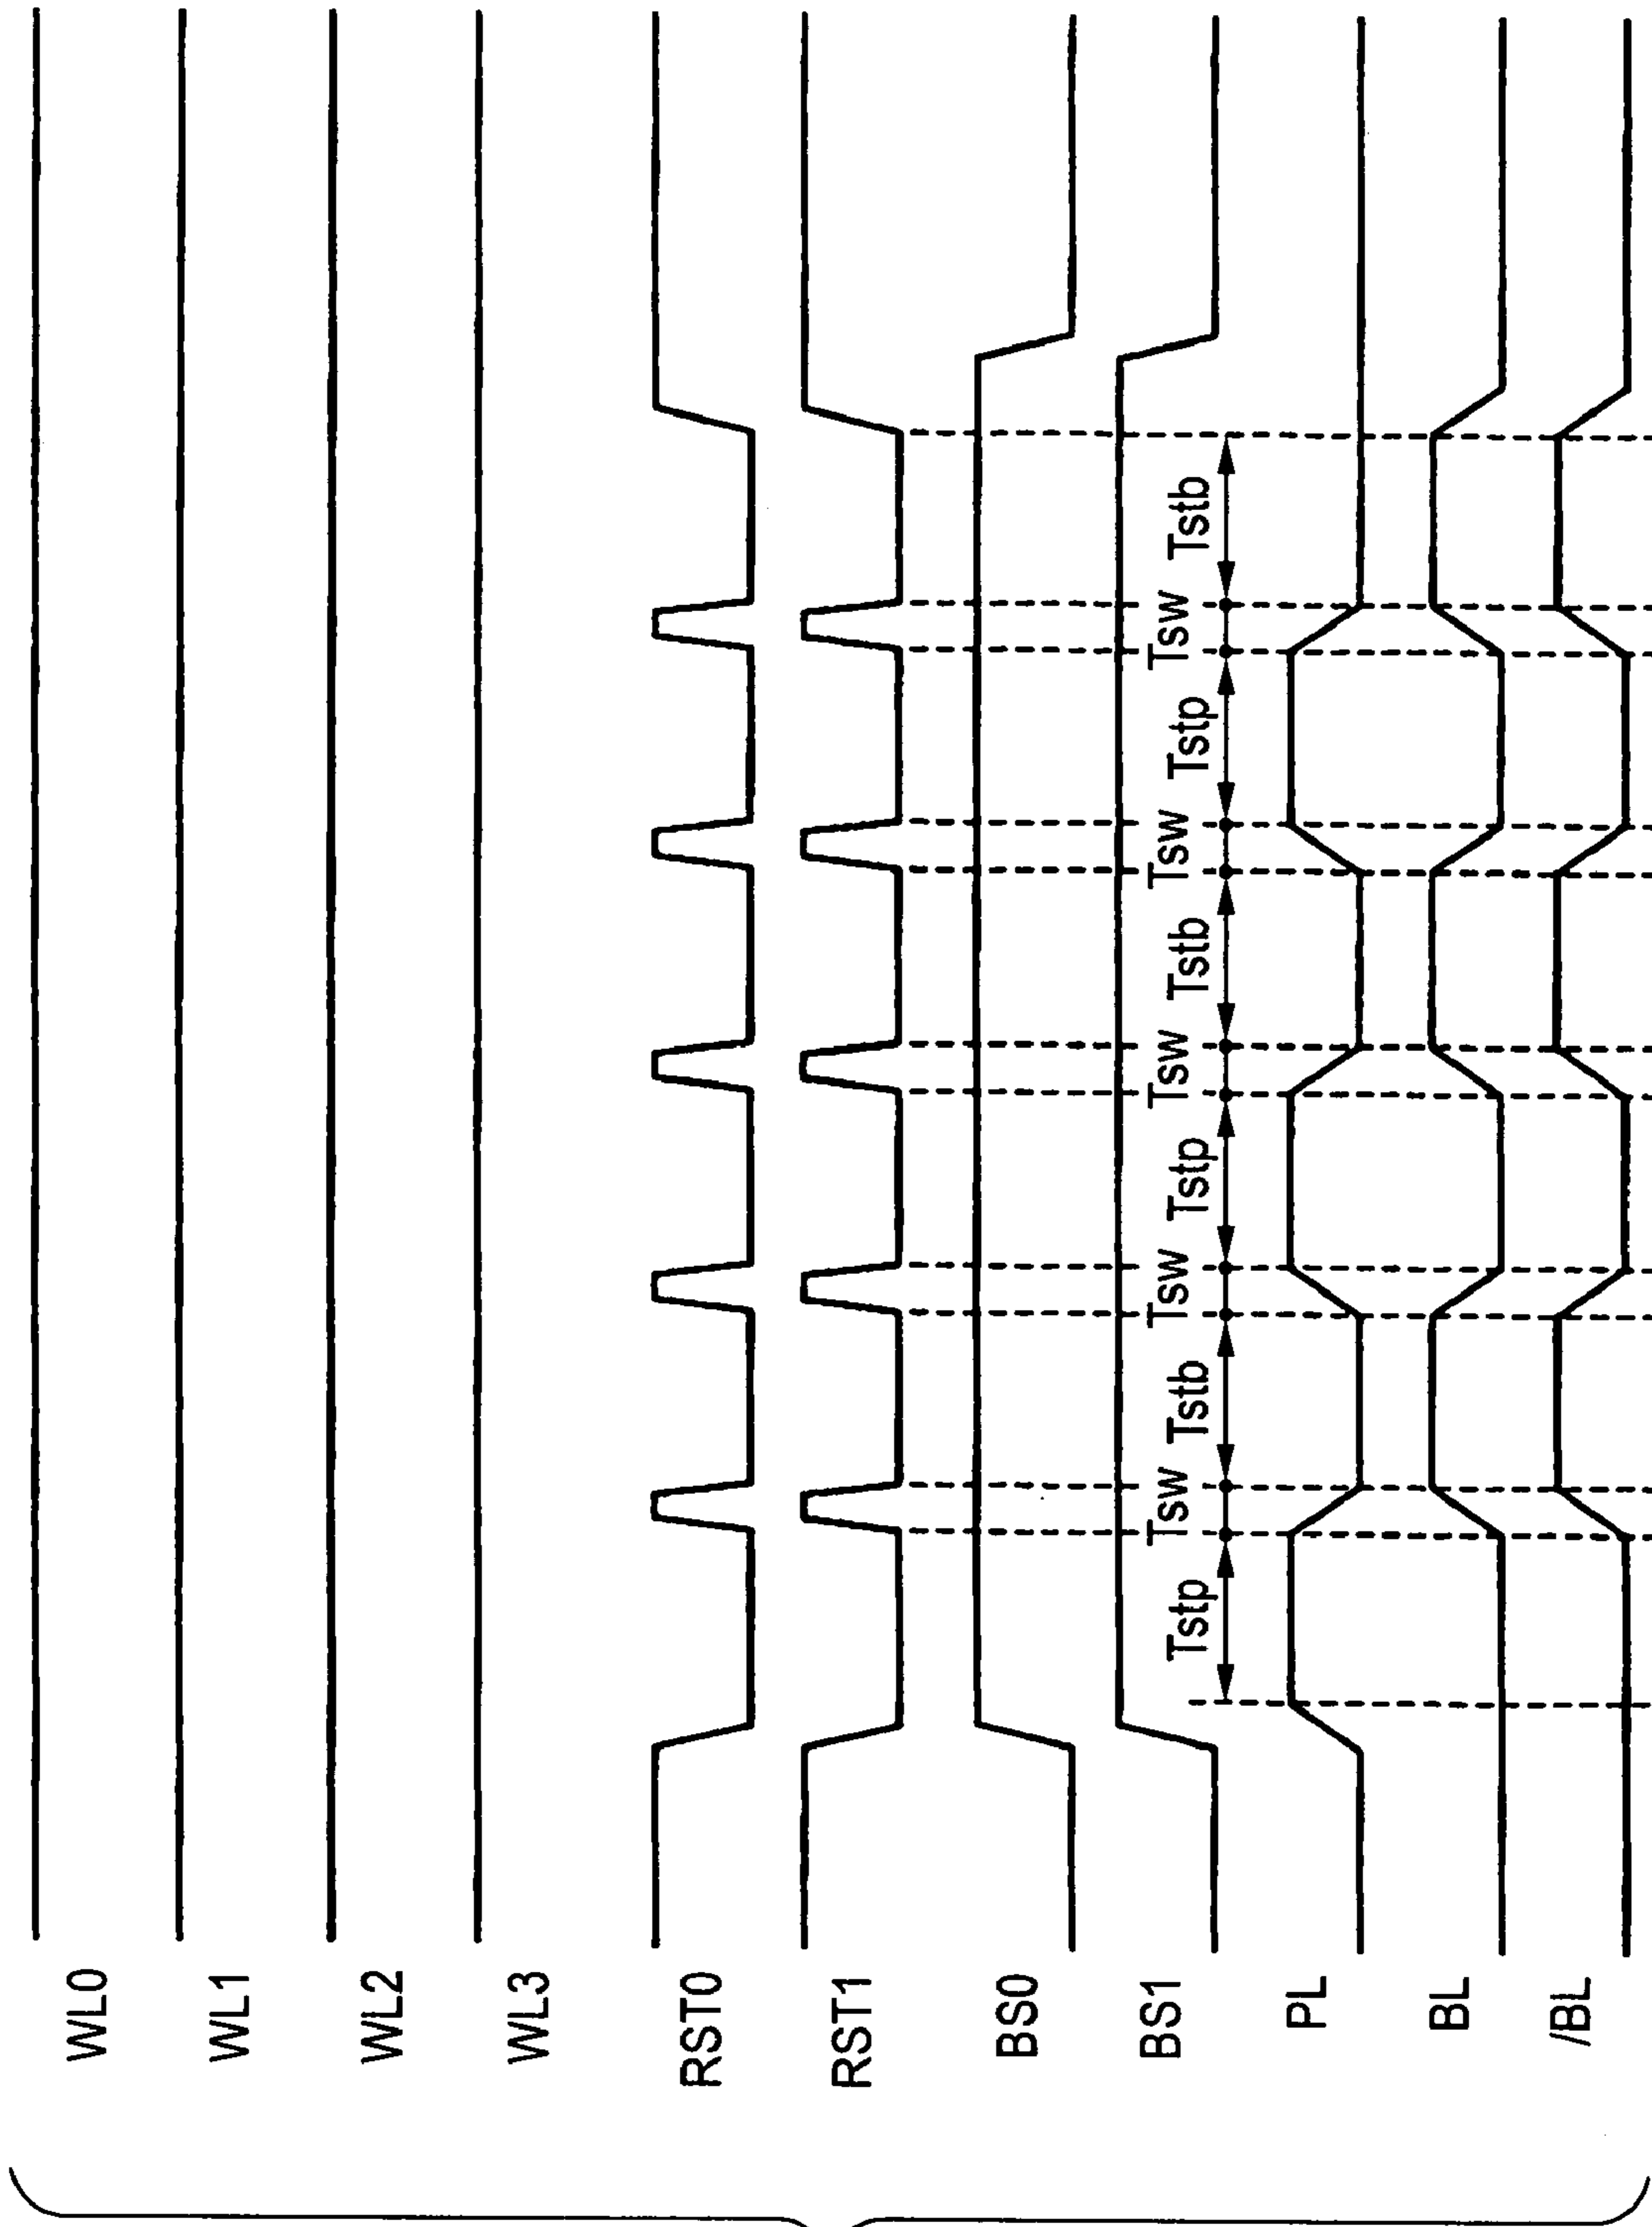 WL0
WL1
WL2
WL3
RST0
RST1
BS0
BS1
Tstp Tsw Tstb Tsw Tstp Tsw Tstb Tsw Tstp Tsw Tstb
PL
BL
/BL